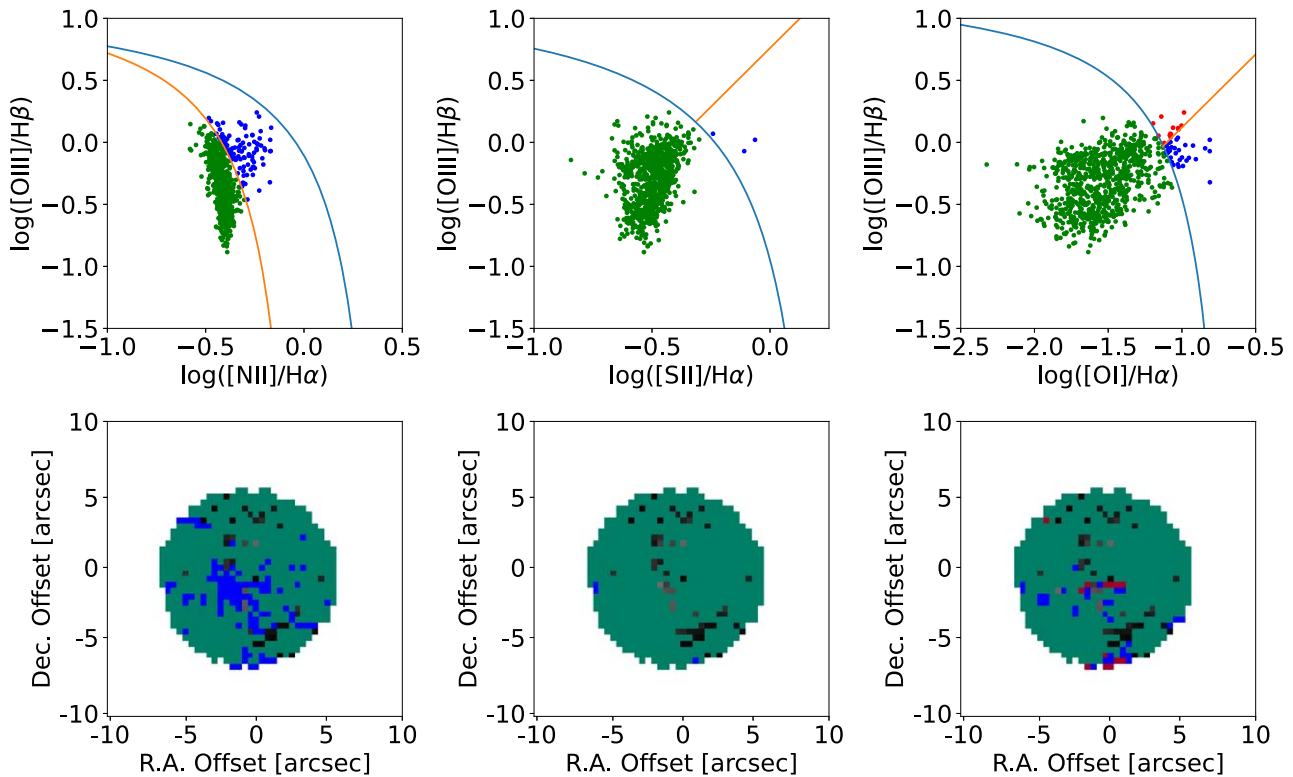 1.0
0.5
0.0
−0.5
−1.0
−1.5
log([OIII]/Hβ)
−1.0 −0.5 0.0 0.5
log([NII]/Hα)
1.0
0.5
0.0
−0.5
−1.0
−1.5
log([OIII]/Hβ)
−1.0 −0.5 0.0
log([SII]/Hα)
1.0
0.5
0.0
−0.5
−1.0
−1.5
log([OIII]/Hβ)
−2.5 −2.0 −1.5 −1.0 −0.5
log([OI]/Hα)
10
5
0
-5
-10
Dec. Offset [arcsec]
-10 -5 0 5 10
R.A. Offset [arcsec]
10
5
0
-5
-10
Dec. Offset [arcsec]
-10 -5 0 5 10
R.A. Offset [arcsec]
10
5
0
-5
-10
Dec. Offset [arcsec]
-10 -5 0 5 10
R.A. Offset [arcsec]